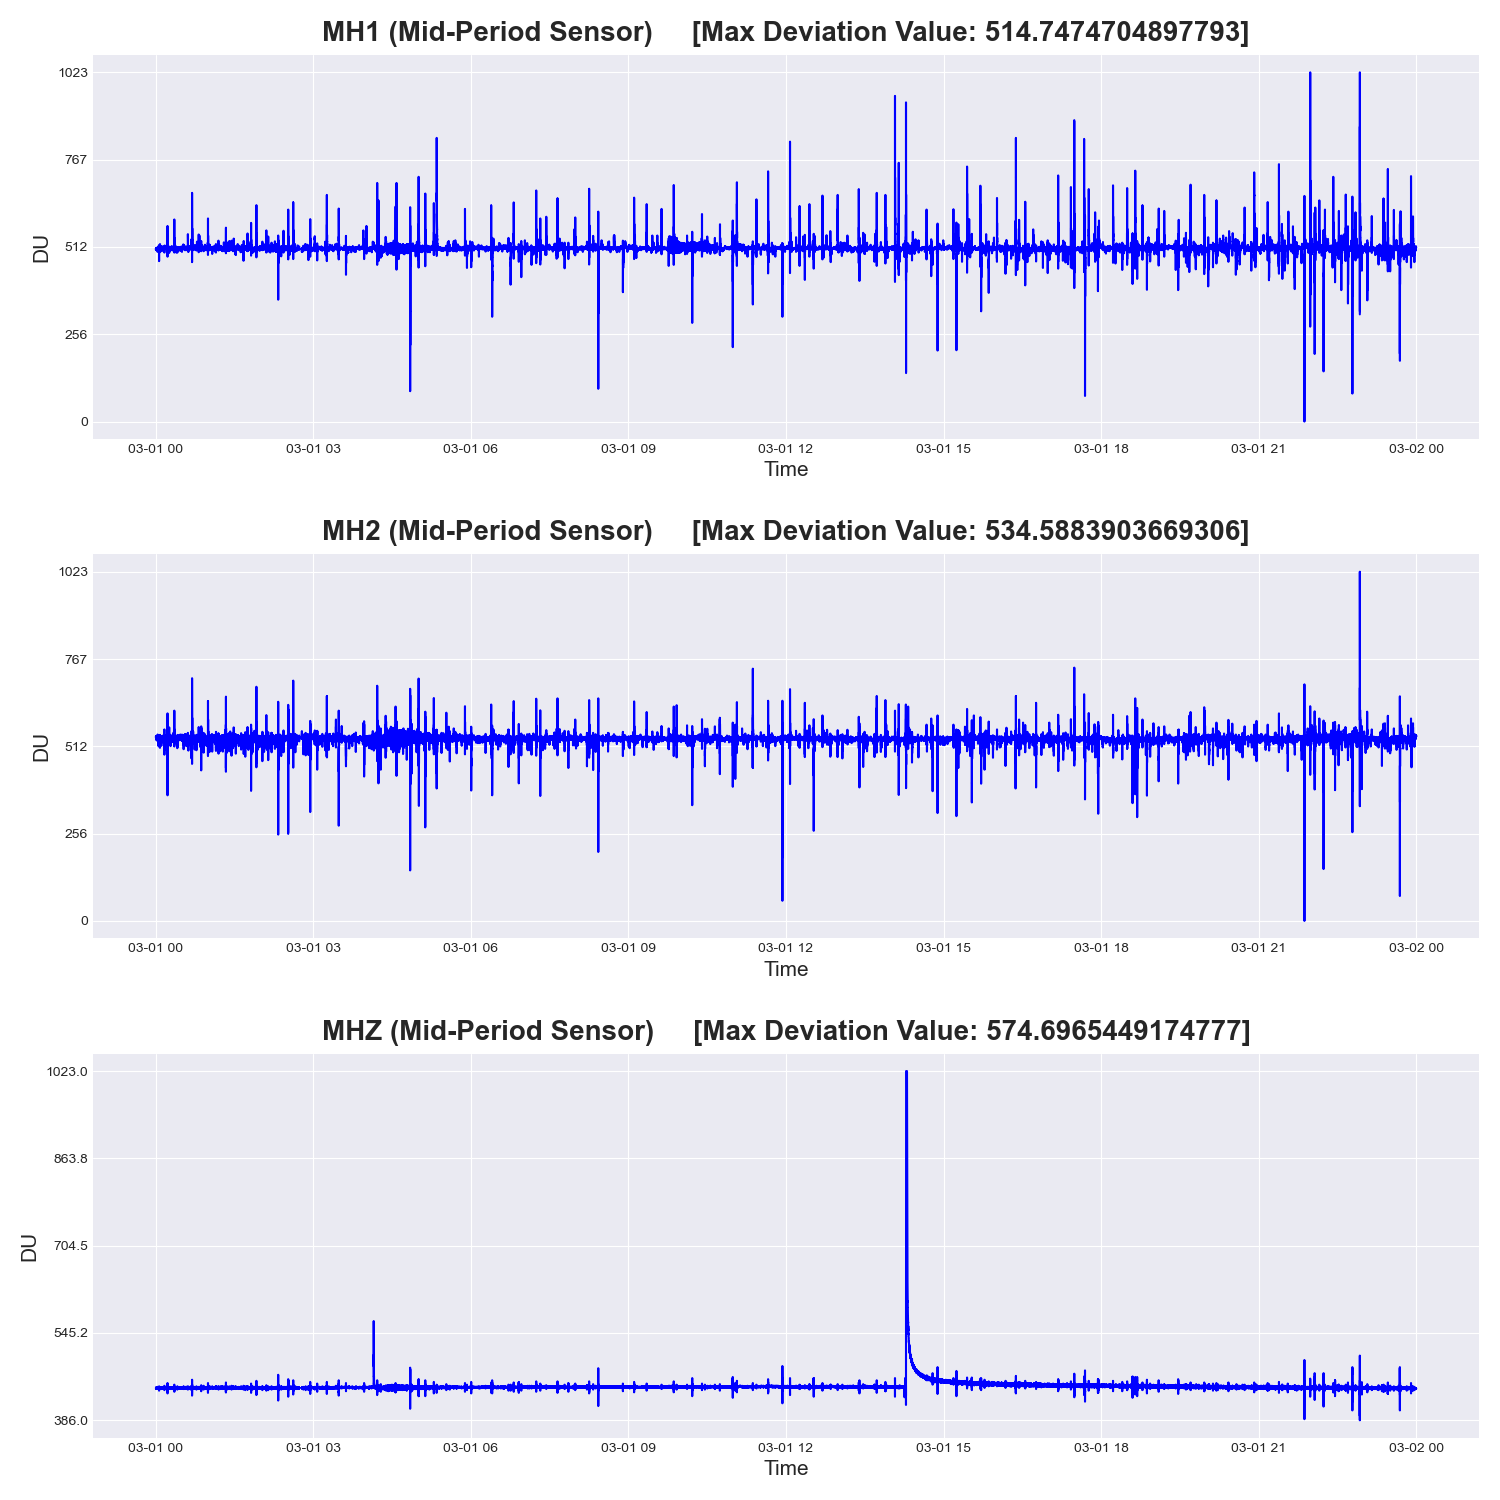 MH1 (Mid-Period Sensor) [Max Deviation Value: 514.7474704897793]
1023
767
512
256
0
DU
03-01 00 03-01 03 03-01 06 03-01 09 03-01 12 03-01 15 03-01 18 03-01 21 03-02 00
Time
MH2 (Mid-Period Sensor) [Max Deviation Value: 534.5883903669306]
1023
767
512
256
0
DU
03-01 00 03-01 03 03-01 06 03-01 09 03-01 12 03-01 15 03-01 18 03-01 21 03-02 00
Time
MHZ (Mid-Period Sensor) [Max Deviation Value: 574.6965449174777]
1023.0
863.8
704.5
545.2
386.0
DU
03-01 00 03-01 03 03-01 06 03-01 09 03-01 12 03-01 15 03-01 18 03-01 21 03-02 00
Time